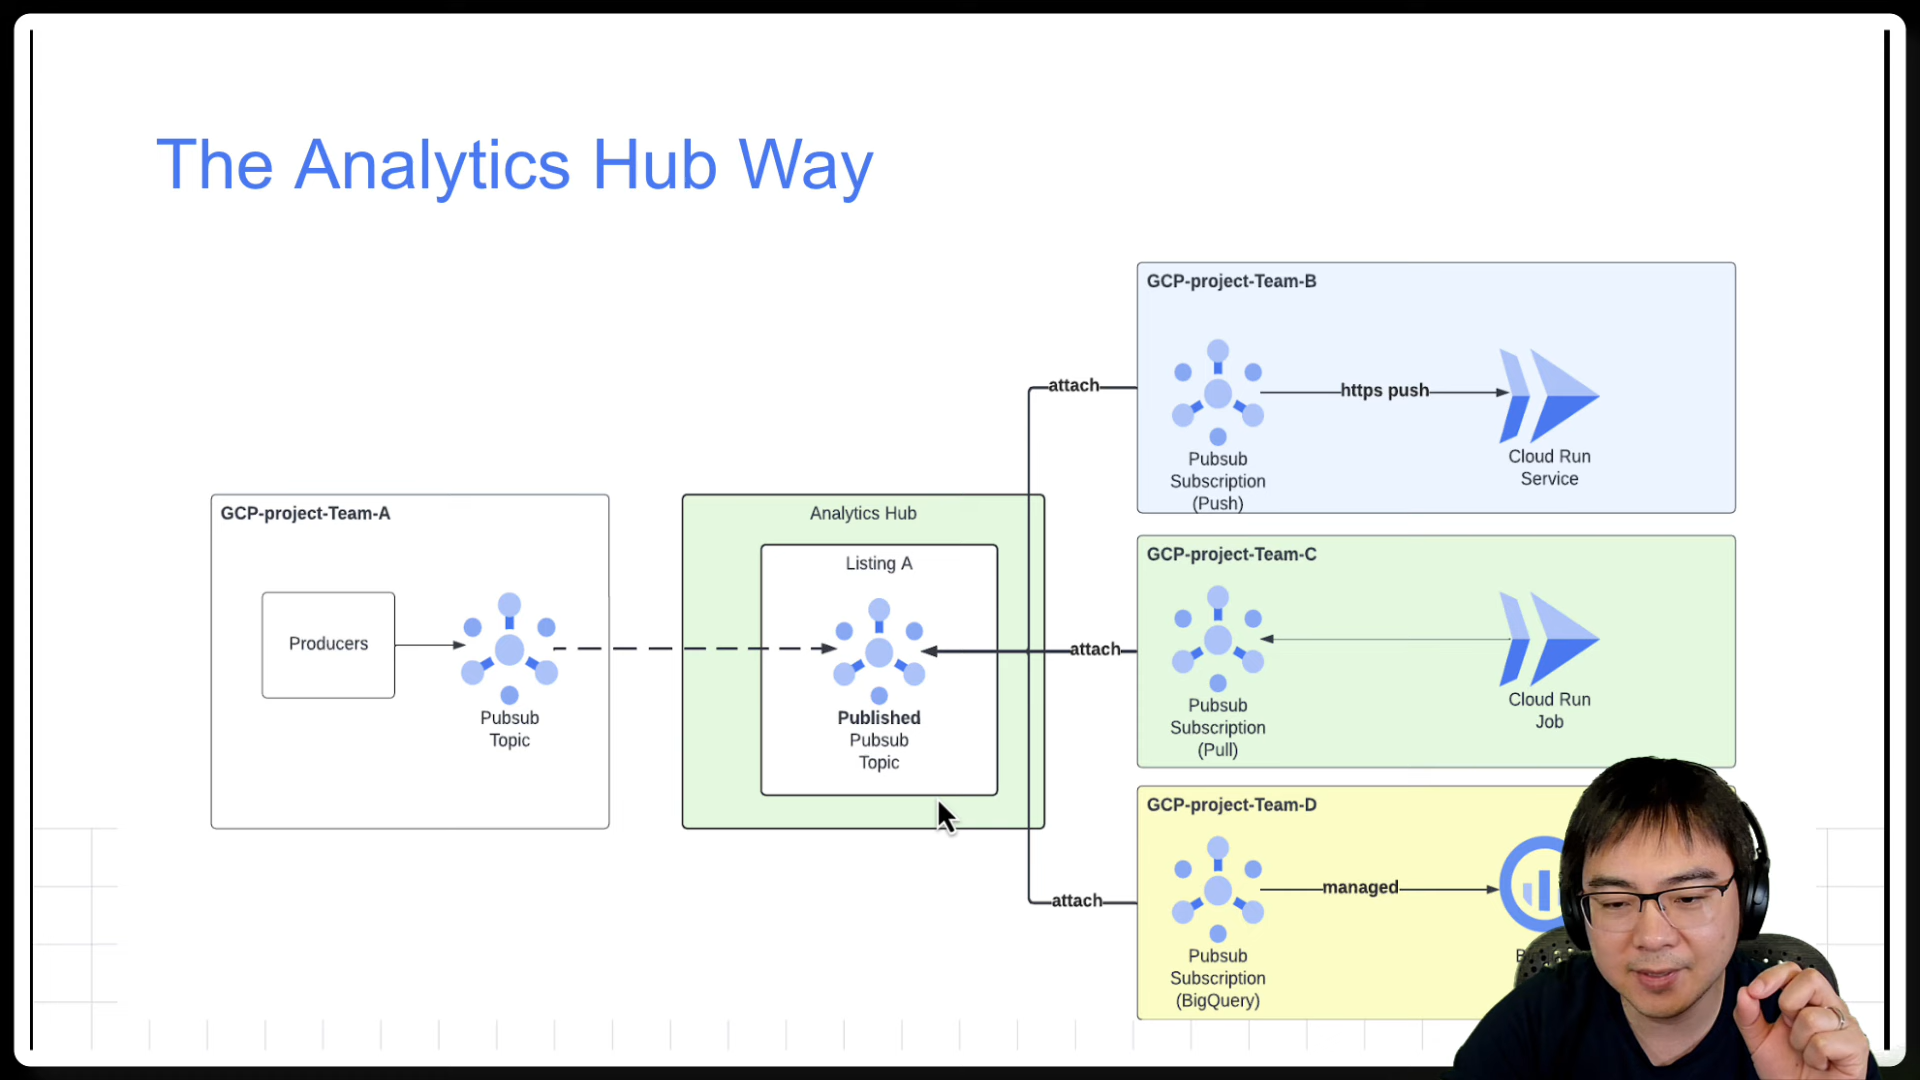 The Analytics Hub Way
GCP-project-Team-A
Producers
Pubsub
Topic
Analytics Hub
Listing A
Published
Pubsub
Topic
attach
attach
attach
GCP-project-Team-B
Pubsub
Subscription
(Push)
https push
Cloud Run
Service
GCP-project-Team-C
Pubsub
Subscription
(Pull)
Cloud Run
Job
GCP-project-Team-D
Pubsub
Subscription
(BigQuery)
managed